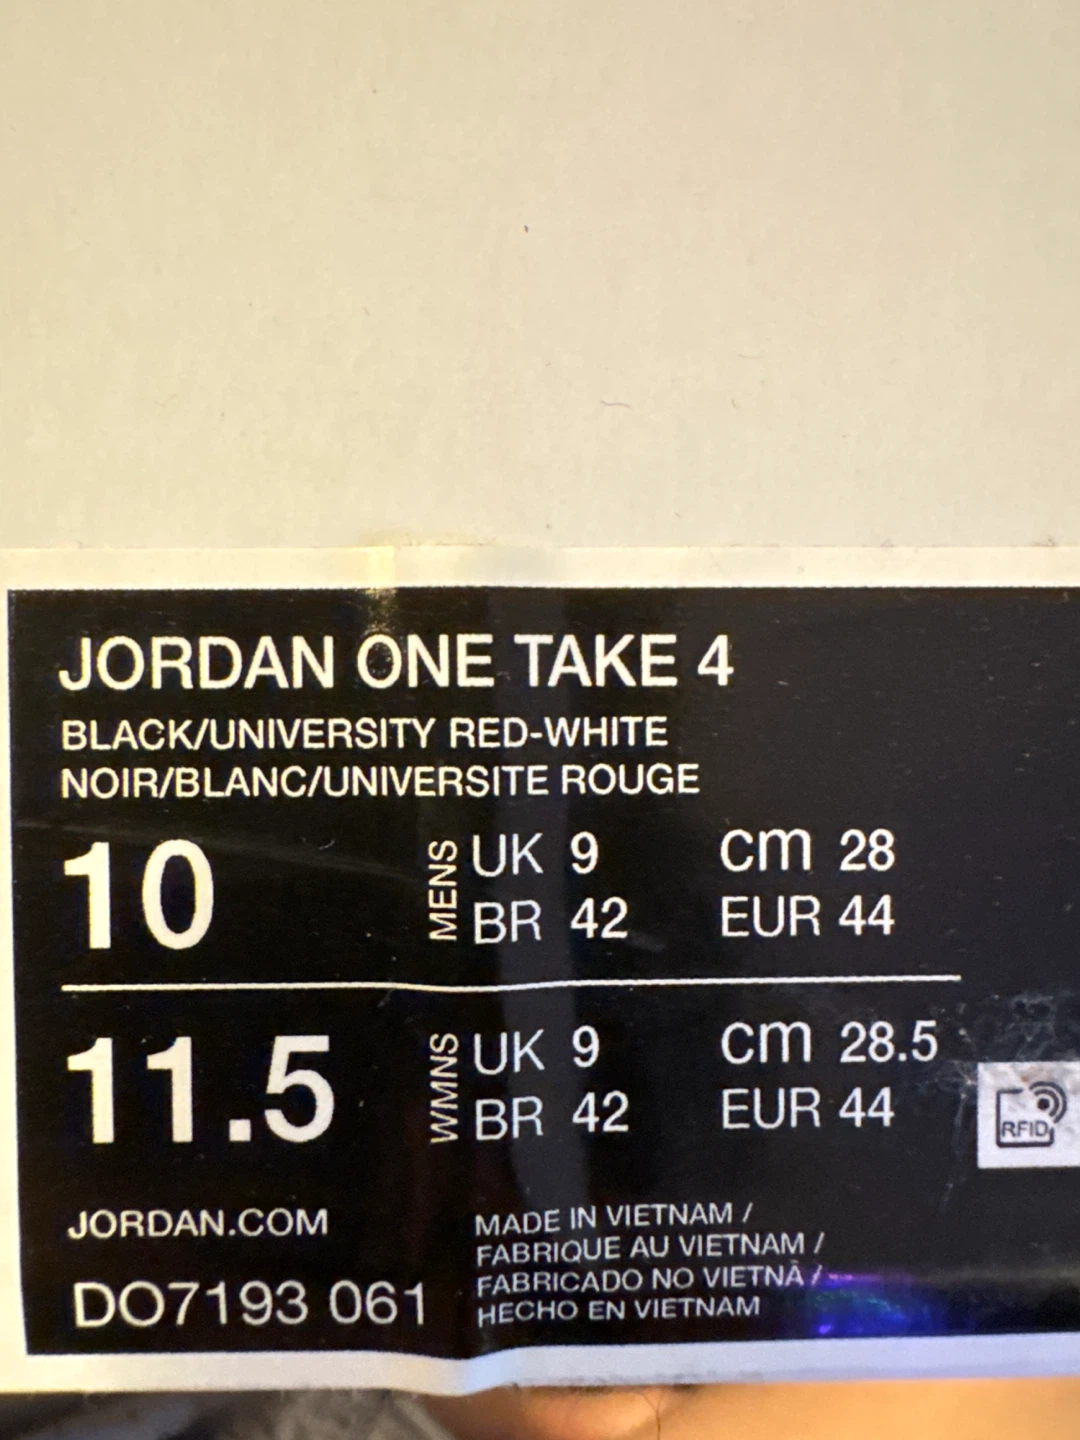 JORDAN ONE TAKE 4
BLACK/UNIVERSITY RED-WHITE
NOIR/BLANC/UNIVERSITE ROUGE
10 MENS UK 9 cm 28
BR 42 EUR 44
11.5 WMNS UK 9 cm 28.5
BR 42 EUR 44
RFID
JORDAN.COM
DO7193 061
MADE IN VIETNAM /
FABRIQUE AU VIETNAM /
FABRICADO NO VIETNÃ /
HECHO EN VIETNAM